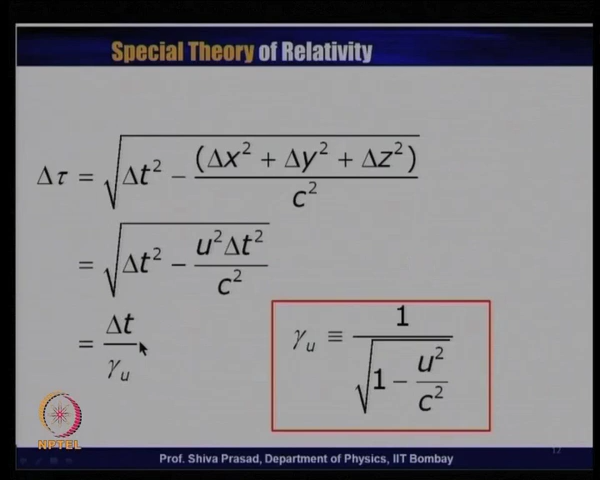 Special Theory of Relativity
Δτ = √(Δt² − (Δx² + Δy² + Δz²)/c²)
= √(Δt² − u²Δt²/c²)
= Δt/γᵤ
γᵤ ≡ 1/√(1 − u²/c²)
NPTEL
Prof. Shiva Prasad, Department of Physics, IIT Bombay
17